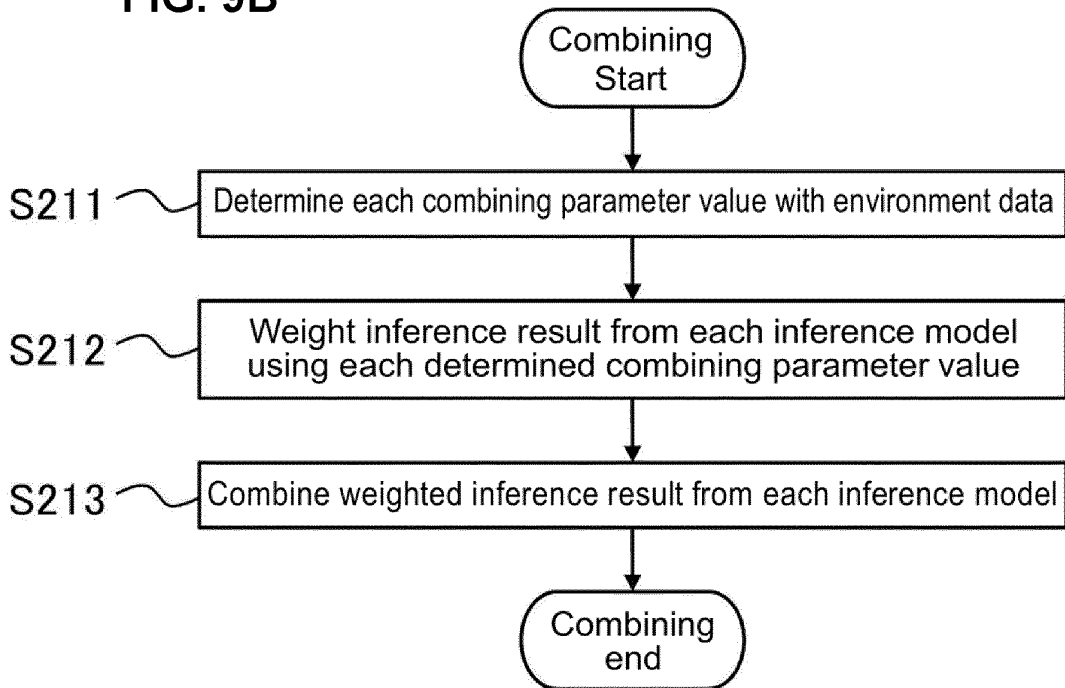 FIG. 9B
Combining
Start
S211
Determine each combining parameter value with environment data
S212
Weight inference result from each inference model
using each determined combining parameter value
S213
Combine weighted inference result from each inference model
Combining
end